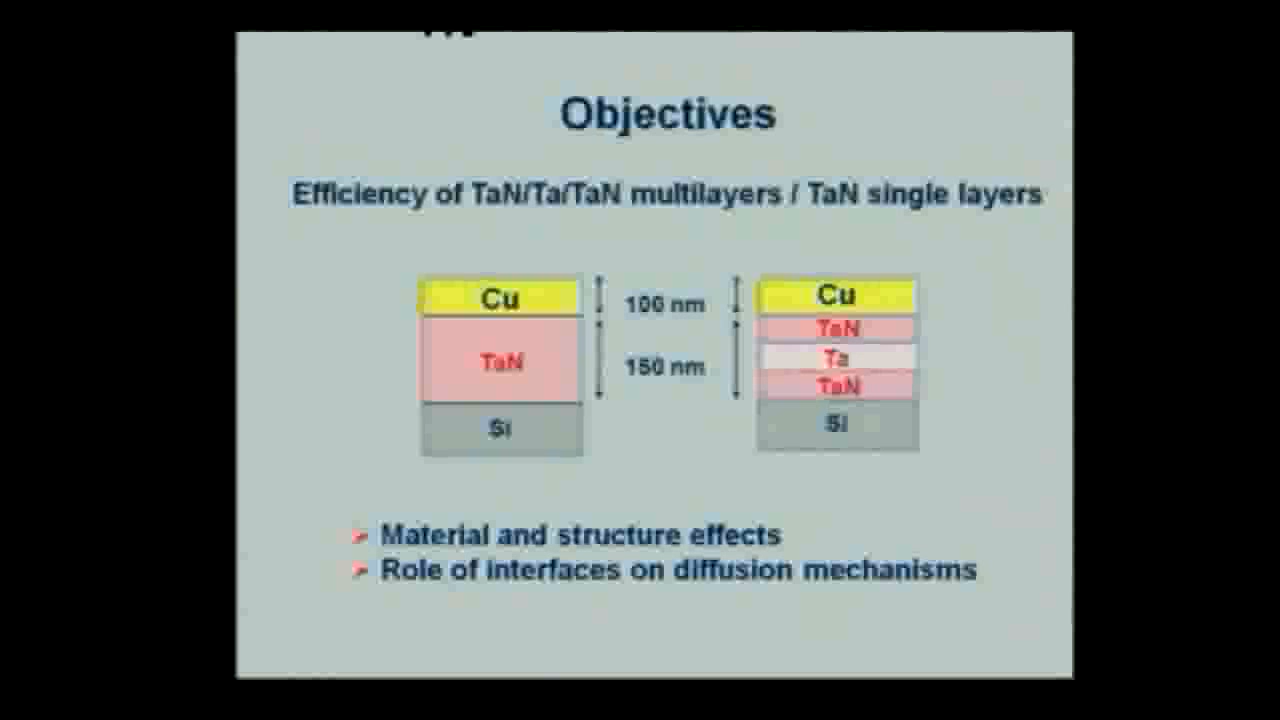 Objectives
Efficiency of TaN/Ta/TaN multilayers / TaN single layers
Cu
100 nm
Cu
TaN
TaN
150 nm
Ta
TaN
Si
Si
Material and structure effects
Role of interfaces on diffusion mechanisms